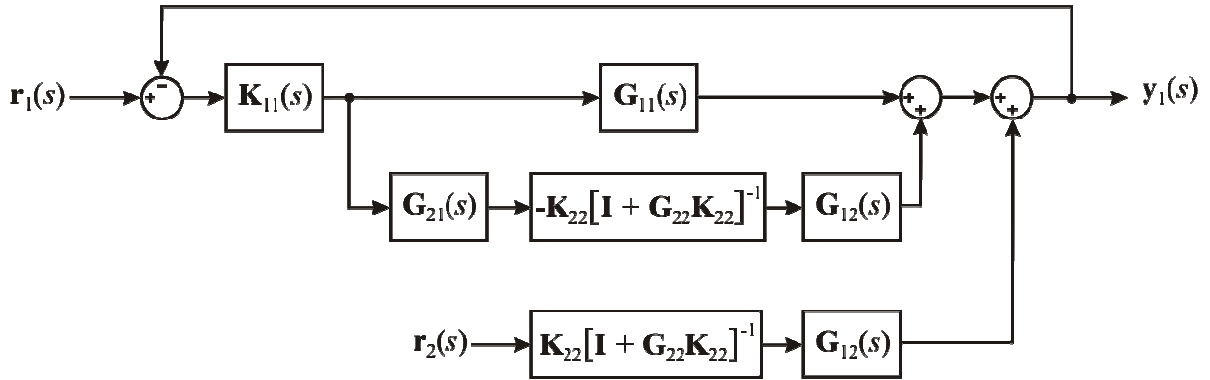 -
r₁(s) + K₁₁(s) G₁₁(s) + + y₁(s)
+ +
G₂₁(s) -K₂₂[I + G₂₂K₂₂]⁻¹ G₁₂(s)
r₂(s) K₂₂[I + G₂₂K₂₂]⁻¹ G₁₂(s)